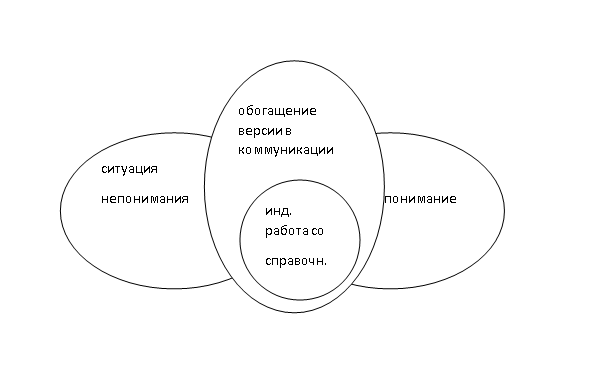 обогащение
версии в
коммуникации
ситуация
непонимания
понимание
инд.
работа со
справочн.